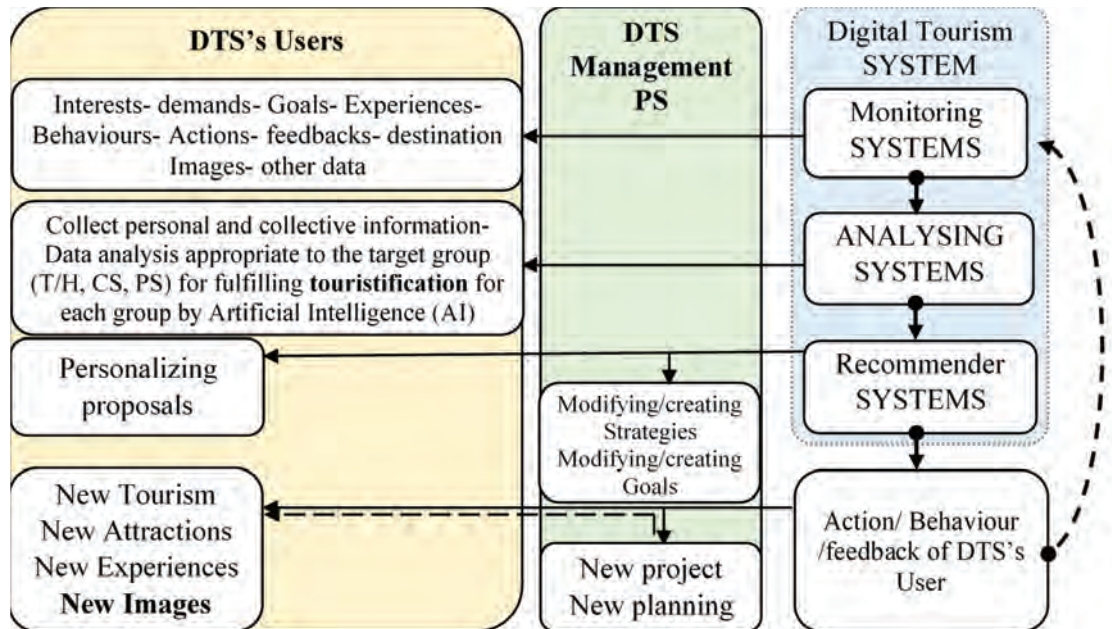 DTS's Users
Interests- demands- Goals- Experiences-
Behaviours- Actions- feedbacks- destination
Images- other data
Collect personal and collective information-
Data analysis appropriate to the target group
(T/H, CS, PS) for fulfilling touristification for
each group by Artificial Intelligence (AI)
Personalizing
proposals
New Tourism
New Attractions
New Experiences
New Images
DTS
Management
PS
Modifying/creating
Strategies
Modifying/creating
Goals
New project
New planning
Digital Tourism
SYSTEM
Monitoring
SYSTEMS
ANALYSING
SYSTEMS
Recommender
SYSTEMS
Action/ Behaviour
/feedback of DTS's
User